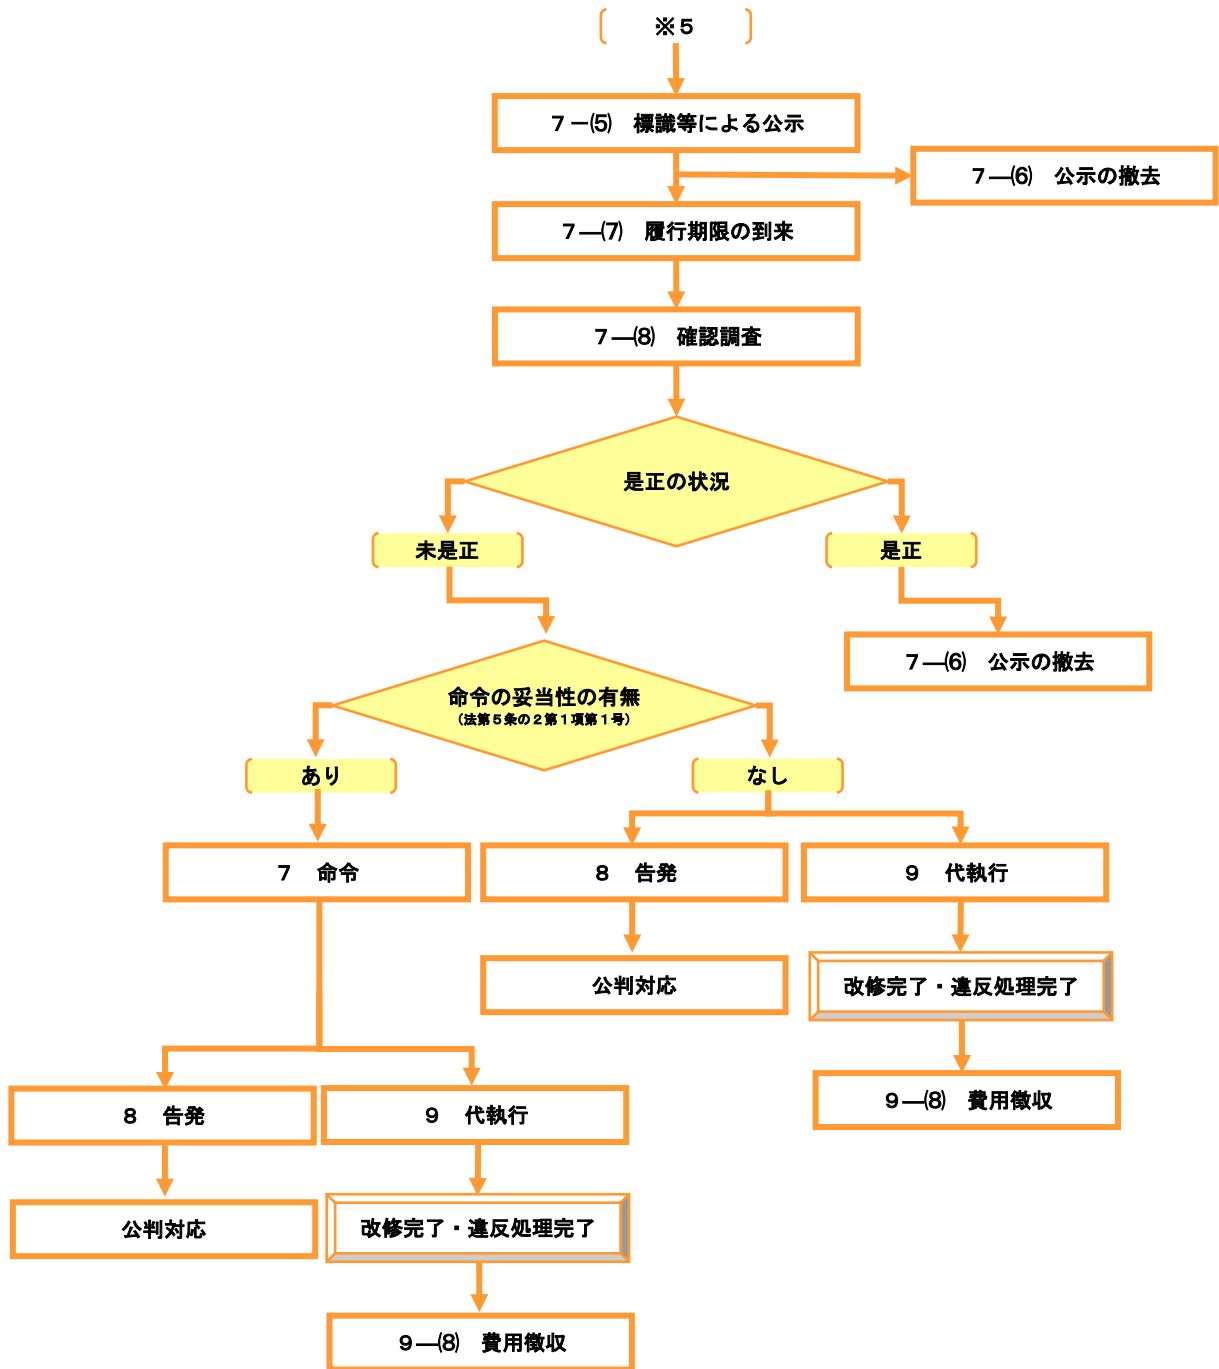 ※５
７－⑸　標識等による公示
７―⑹　公示の撤去
７―⑺　履行期限の到来
７―⑻　確認調査
是正の状況
未是正
是正
７―⑹　公示の撤去
命令の妥当性の有無
（法第５条の２第１項第１号）
あり
なし
７　命令
８　告発
９　代執行
公判対応
改修完了・違反処理完了
９―⑻　費用徴収
８　告発
９　代執行
公判対応
改修完了・違反処理完了
９―⑻　費用徴収